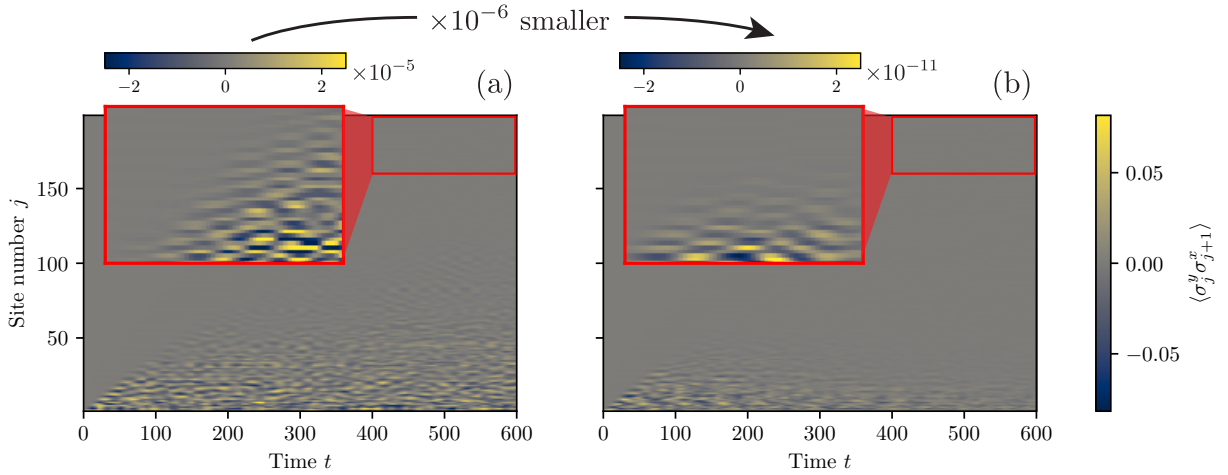 ×10⁻⁶ smaller
−2 0 2 ×10⁻⁵ (a)
−2 0 2 ×10⁻¹¹ (b)
Site number j
150
100
50
0 100 200 300 400 500 600
Time t
0 100 200 300 400 500 600
Time t
0.05
0.00
−0.05
⟨σ_j^y σ_{j+1}^x⟩